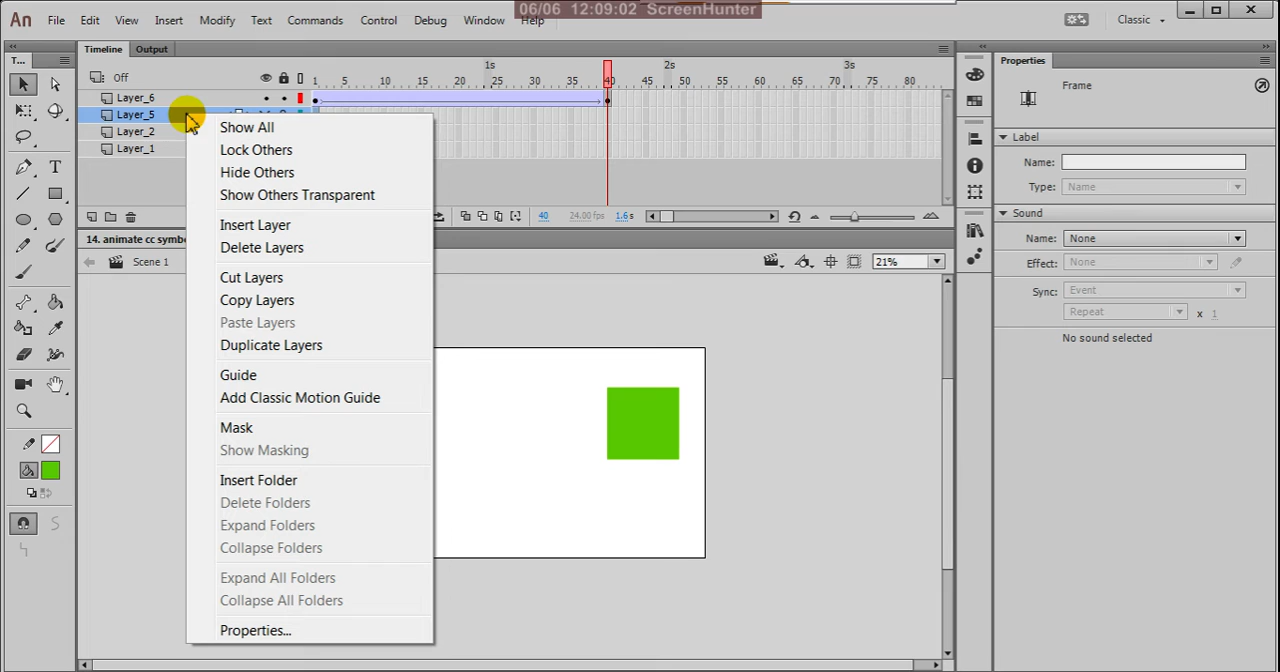 06/06 12:09:02 ScreenHunter
An File Edit View Insert Modify Text Commands Control Debug Window Help Classic
T... Timeline Output Properties
Off 1s 2s 3s
1 5 10 15 20 25 30 35 40 45 50 55 60 65 70 75 80
Layer_6
Layer_5
Layer_2
Layer_1
40 24.00 fps 1.6 s
14. animate cc symbo
Scene 1 21%
Show All
Lock Others
Hide Others
Show Others Transparent
Insert Layer
Delete Layers
Cut Layers
Copy Layers
Paste Layers
Duplicate Layers
Guide
Add Classic Motion Guide
Mask
Show Masking
Insert Folder
Delete Folders
Expand Folders
Collapse Folders
Expand All Folders
Collapse All Folders
Properties...
Frame
Label
Name:
Type: Name
Sound
Name: None
Effect: None
Sync: Event
Repeat x 1
No sound selected